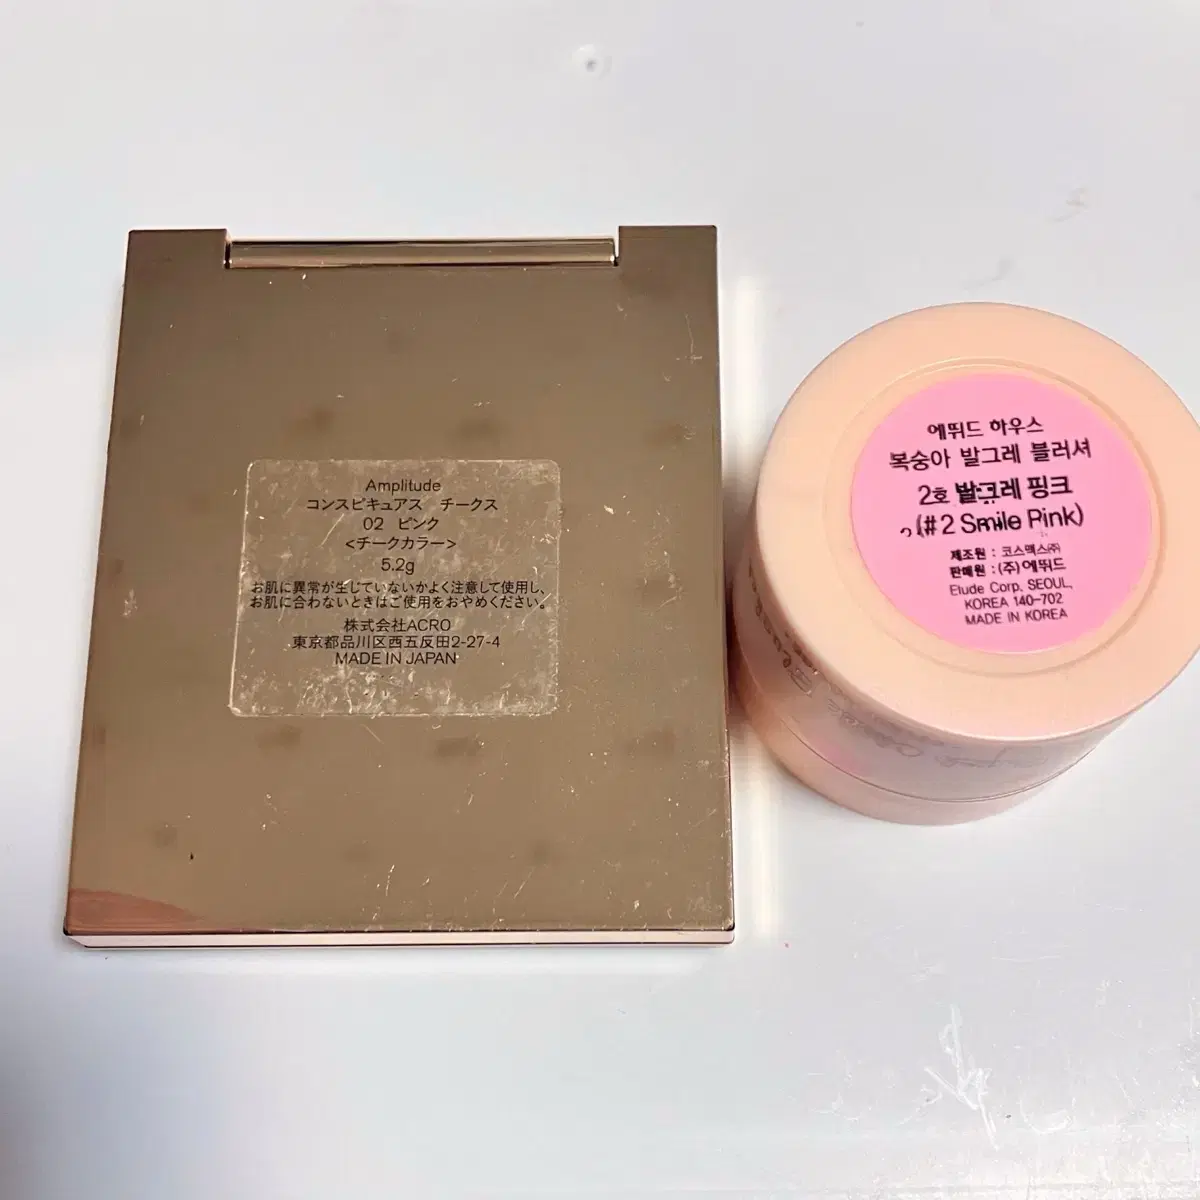 Amplitude
コンスピキュアス チークス
02 ピンク
<チークカラー>
5.2g
お肌に異常が生じていないかよく注意して使用し、
お肌に合わないときはご使用をおやめください。
株式会社ACRO
東京都品川区西五反田2-27-4
MADE IN JAPAN
에뛰드 하우스
복숭아 발그레 블러셔
2호 발그레 핑크
(#2 Smile Pink)
제조원 : 코스맥스㈜
판매원 : (주)에뛰드
Etude Corp. SEOUL,
KOREA 140-702
MADE IN KOREA